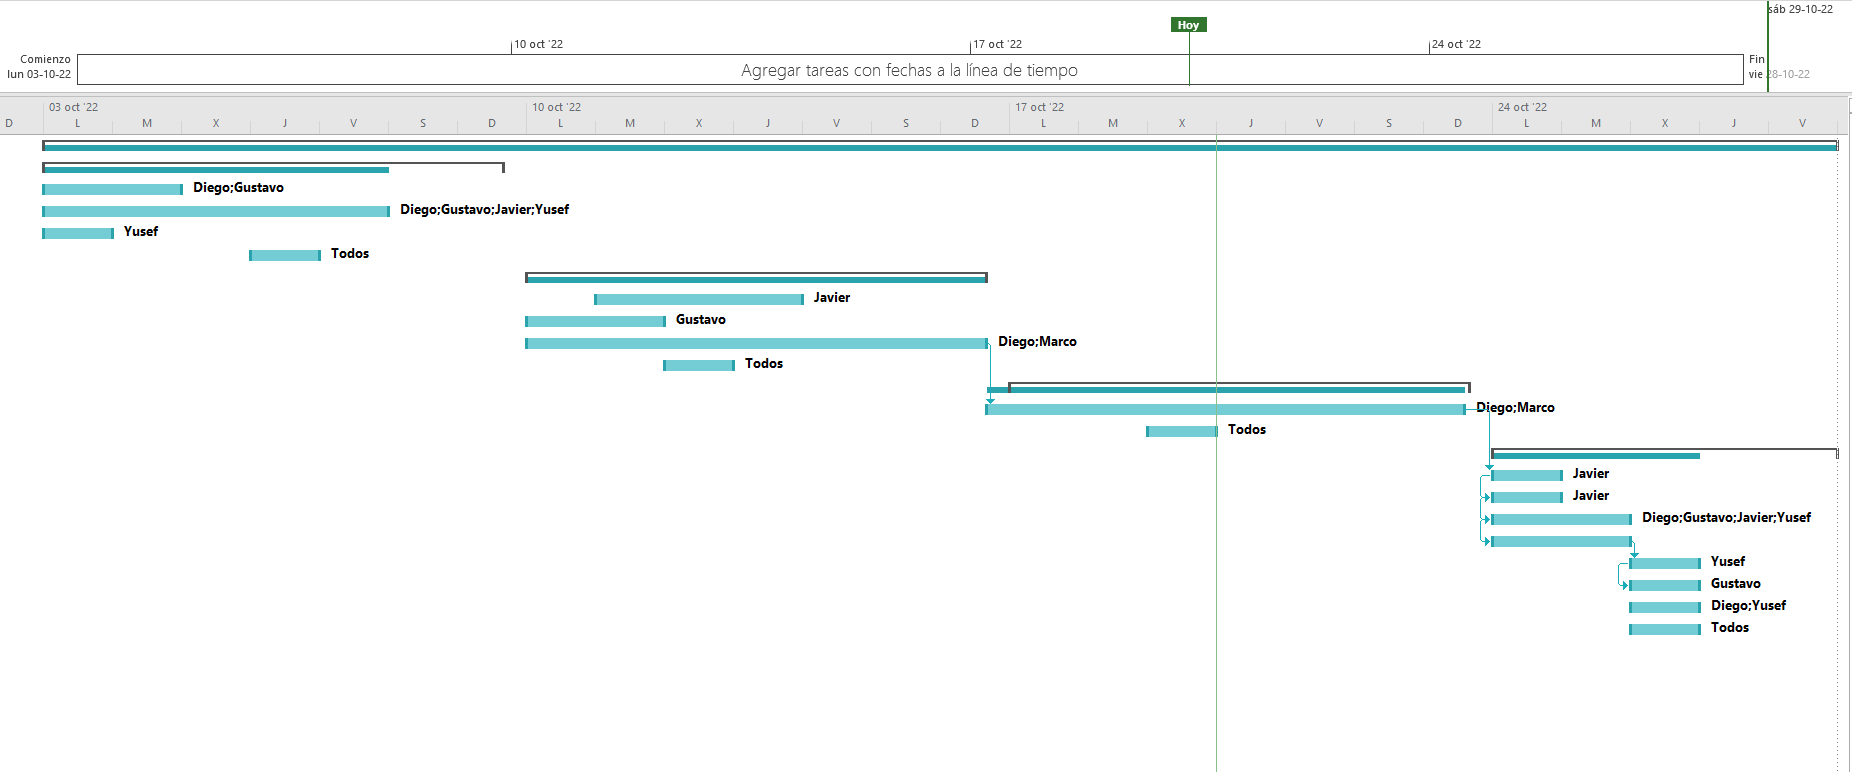 sáb 29-10-22
Hoy
10 oct '22 17 oct '22 24 oct '22
Comienzo
lun 03-10-22
Agregar tareas con fechas a la línea de tiempo
Fin
vie 28-10-22
03 oct '22 10 oct '22 17 oct '22 24 oct '22
D L M X J V S D L M X J V S D L M X J V S D L M X J V
Diego;Gustavo
Diego;Gustavo;Javier;Yusef
Yusef
Todos
Javier
Gustavo
Diego;Marco
Todos
Diego;Marco
Todos
Javier
Javier
Diego;Gustavo;Javier;Yusef
Yusef
Gustavo
Diego;Yusef
Todos